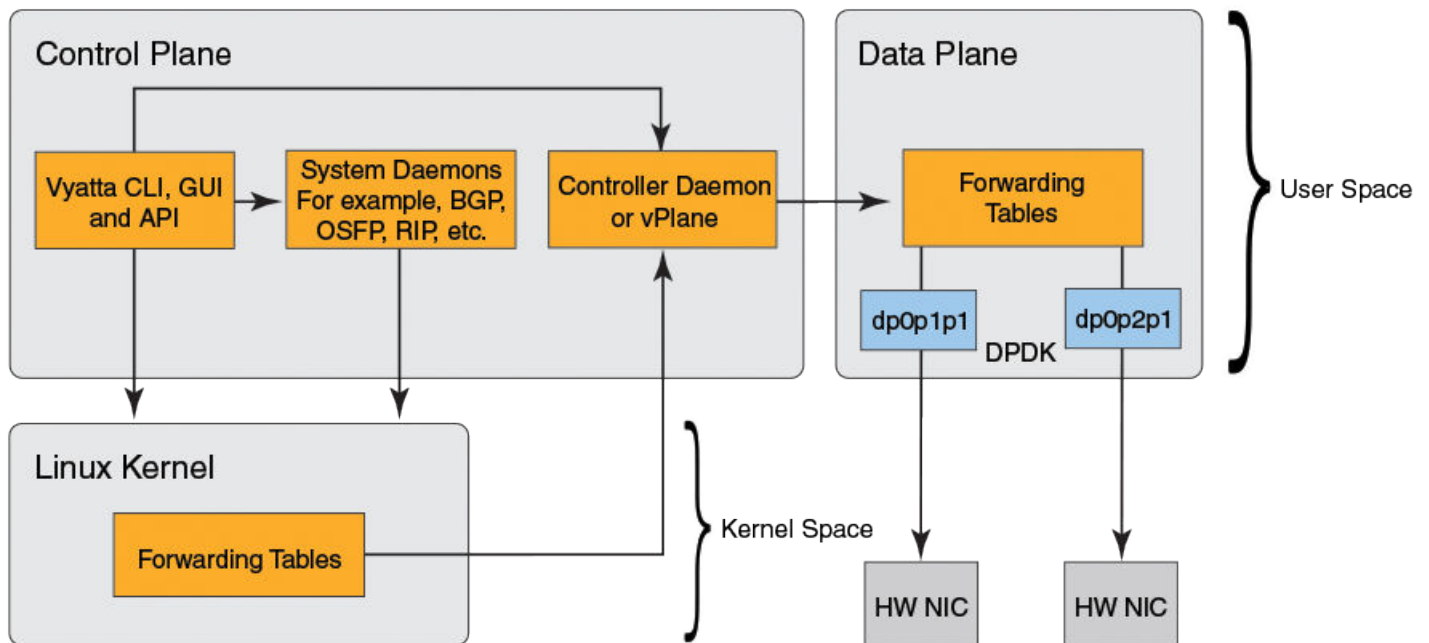 Control Plane
Data Plane
Vyatta CLI, GUI
and API
System Daemons
For example, BGP,
OSFP, RIP, etc.
Controller Daemon
or vPlane
Forwarding
Tables
User Space
dp0p1p1
dp0p2p1
DPDK
Linux Kernel
Forwarding Tables
Kernel Space
HW NIC
HW NIC